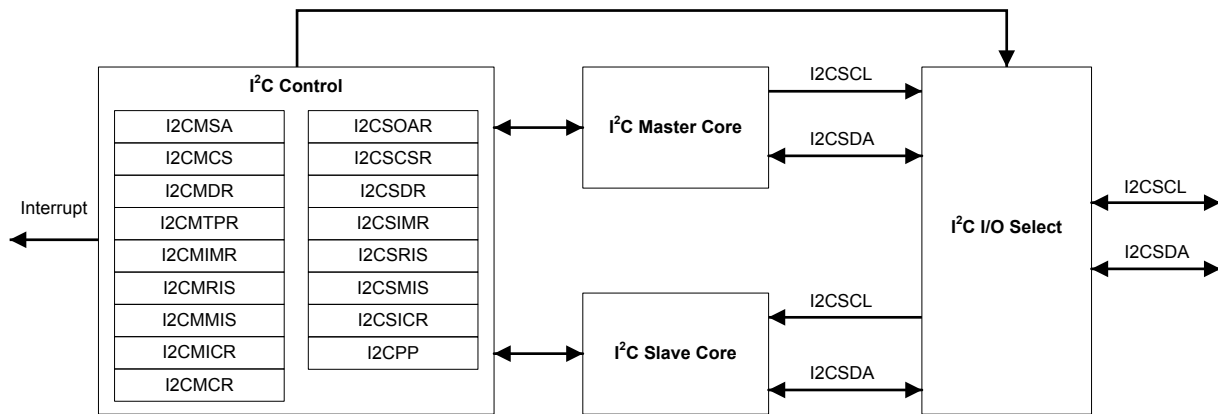 I²C Control
I2CMSA
I2CMCS
I2CMDR
I2CMTPR
I2CMIMR
I2CMRIS
I2CMMIS
I2CMICR
I2CMCR
I2CSOAR
I2CSCSR
I2CSDR
I2CSIMR
I2CSRIS
I2CSMIS
I2CSICR
I2CPP
Interrupt
I²C Master Core
I2CSCL
I2CSDA
I²C Slave Core
I2CSCL
I2CSDA
I²C I/O Select
I2CSCL
I2CSDA